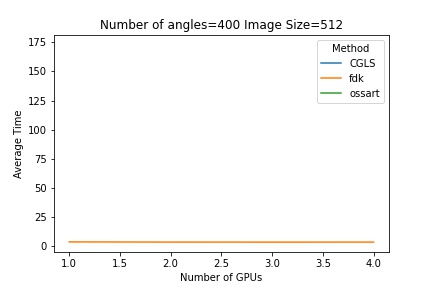 Number of angles=400 Image Size=512
Method
CGLS
fdk
ossart
Average Time
175
150
125
100
75
50
25
0
1.0 1.5 2.0 2.5 3.0 3.5 4.0
Number of GPUs